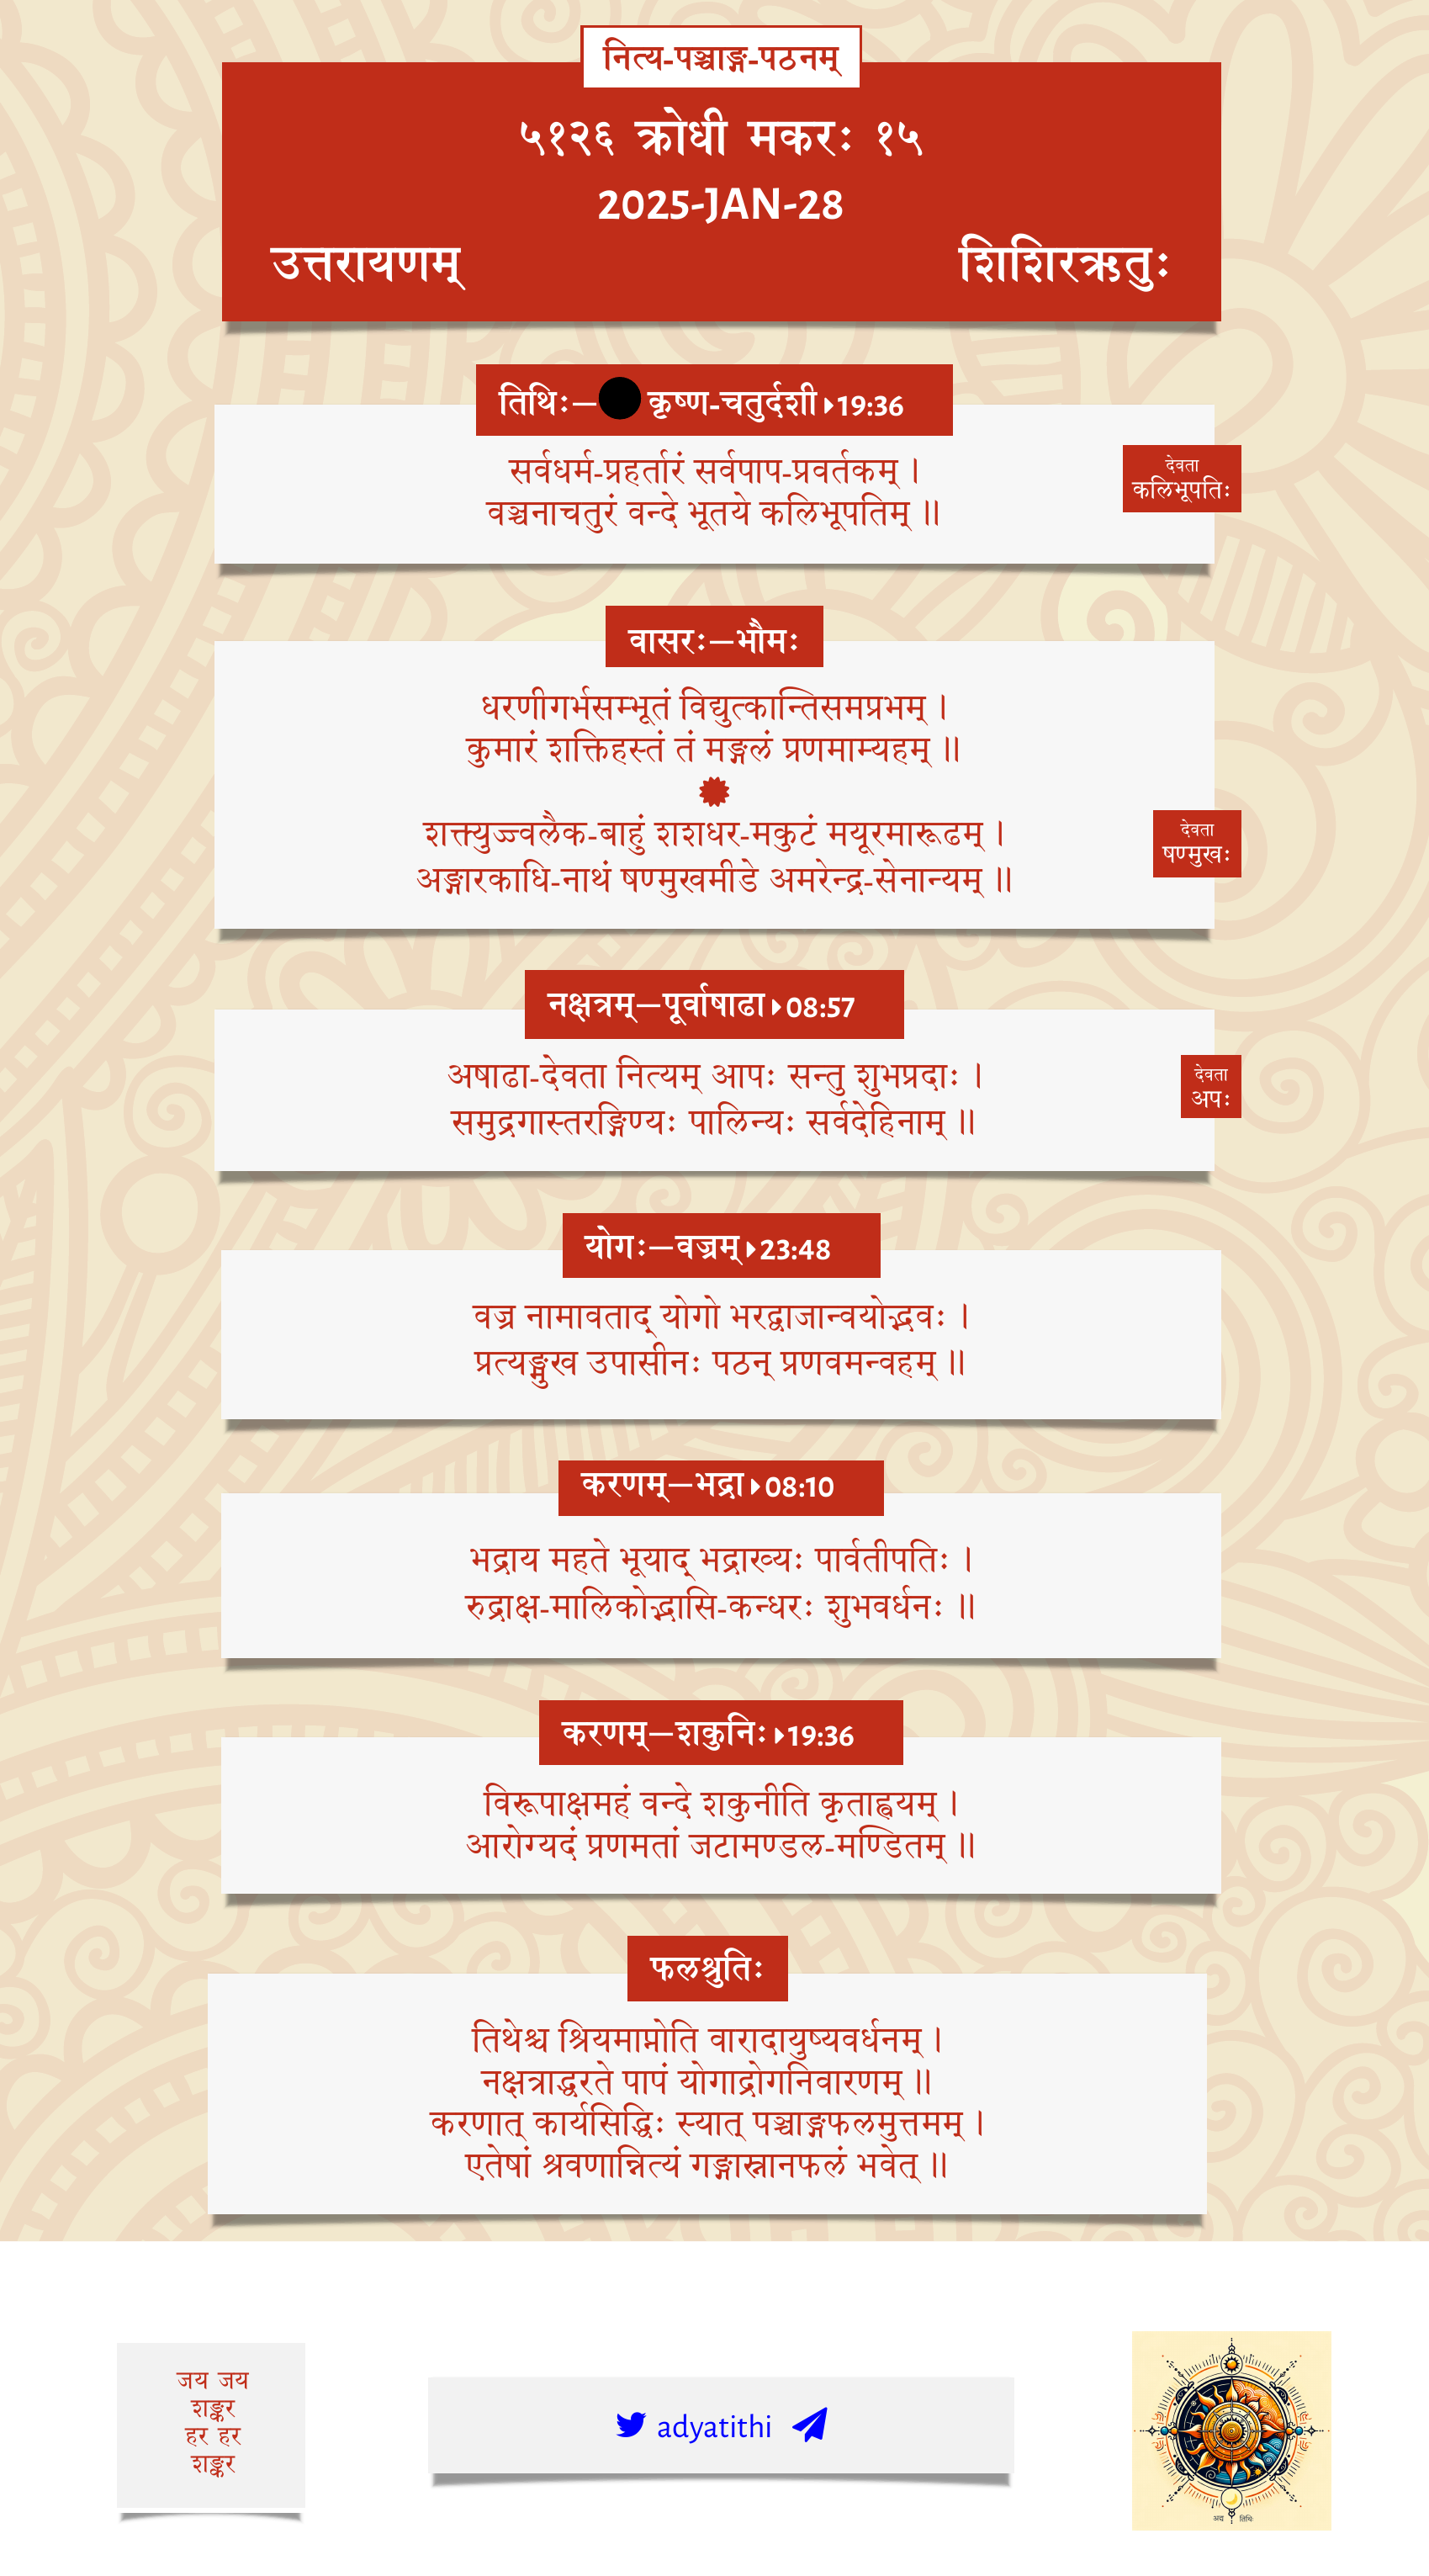 नित्य-पञ्चाङ्ग-पठनम्
५१२६ क्रोधी मकरः १५
2025-JAN-28
उत्तरायणम्
शिशिरऋतुः
तिथिः—कृष्ण-चतुर्दशी 19:36
सर्वधर्म-प्रहर्तारं सर्वपाप-प्रवर्तकम् ।
वञ्चनाचतुरं वन्दे भूतये कलिभूपतिम् ॥
देवता
कलिभूपतिः
वासरः—भौमः
धरणीगर्भसम्भूतं विद्युत्कान्तिसमप्रभम् ।
कुमारं शक्तिहस्तं तं मङ्गलं प्रणमाम्यहम् ॥
शक्त्युज्ज्वलैक-बाहुं शशधर-मकुटं मयूरमारूढम् ।
अङ्गारकाधि-नाथं षण्मुखमीडे अमरेन्द्र-सेनान्यम् ॥
देवता
षण्मुखः
नक्षत्रम्—पूर्वाषाढा 08:57
अषाढा-देवता नित्यम् आपः सन्तु शुभप्रदाः ।
समुद्रगास्तरङ्गिण्यः पालिन्यः सर्वदेहिनाम् ॥
देवता
अपः
योगः—वज्रम् 23:48
वज्र नामावताद् योगो भरद्वाजान्वयोद्भवः ।
प्रत्यङ्मुख उपासीनः पठन् प्रणवमन्वहम् ॥
करणम्—भद्रा 08:10
भद्राय महते भूयाद् भद्राख्यः पार्वतीपतिः ।
रुद्राक्ष-मालिकोद्भासि-कन्धरः शुभवर्धनः ॥
करणम्—शकुनिः 19:36
विरूपाक्षमहं वन्दे शकुनीति कृताह्वयम् ।
आरोग्यदं प्रणमतां जटामण्डल-मण्डितम् ॥
फलश्रुतिः
तिथेश्च श्रियमाप्नोति वारादायुष्यवर्धनम् ।
नक्षत्राद्धरते पापं योगाद्रोगनिवारणम् ॥
करणात् कार्यसिद्धिः स्यात् पञ्चाङ्गफलमुत्तमम् ।
एतेषां श्रवणान्नित्यं गङ्गास्नानफलं भवेत् ॥
जय जय
शङ्कर
हर हर
शङ्कर
adyatithi
अद्य तिथिः